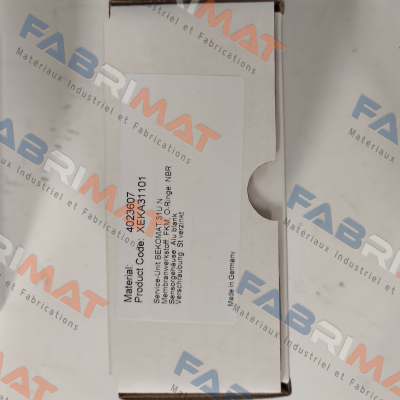 Material: 4023607
Product Code: XEKA31101
Service-Unit BEKOMAT 31U N
Membranwerkstoff: FKM, O-Ringe: NBR
Sensorgehäuse: Alu blank
Verschraubung: St verzinkt
Made in Germany
FABRIMAT
Matériaux Industriel et Fabrications